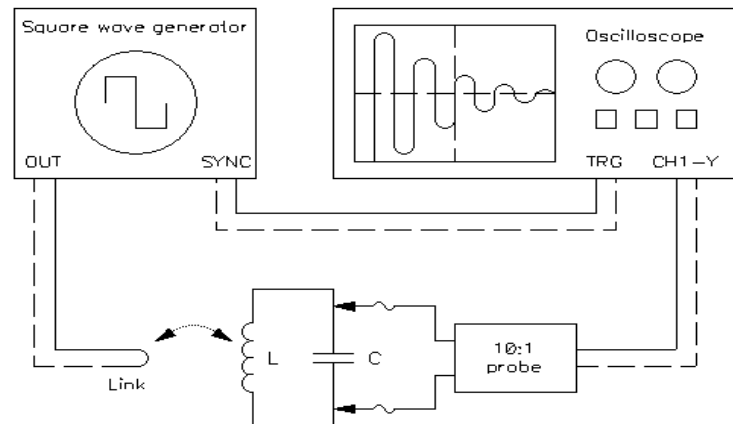 Square wave generator
OUT
SYNC
Oscilloscope
TRG
CH1-Y
Link
L
C
10:1
probe